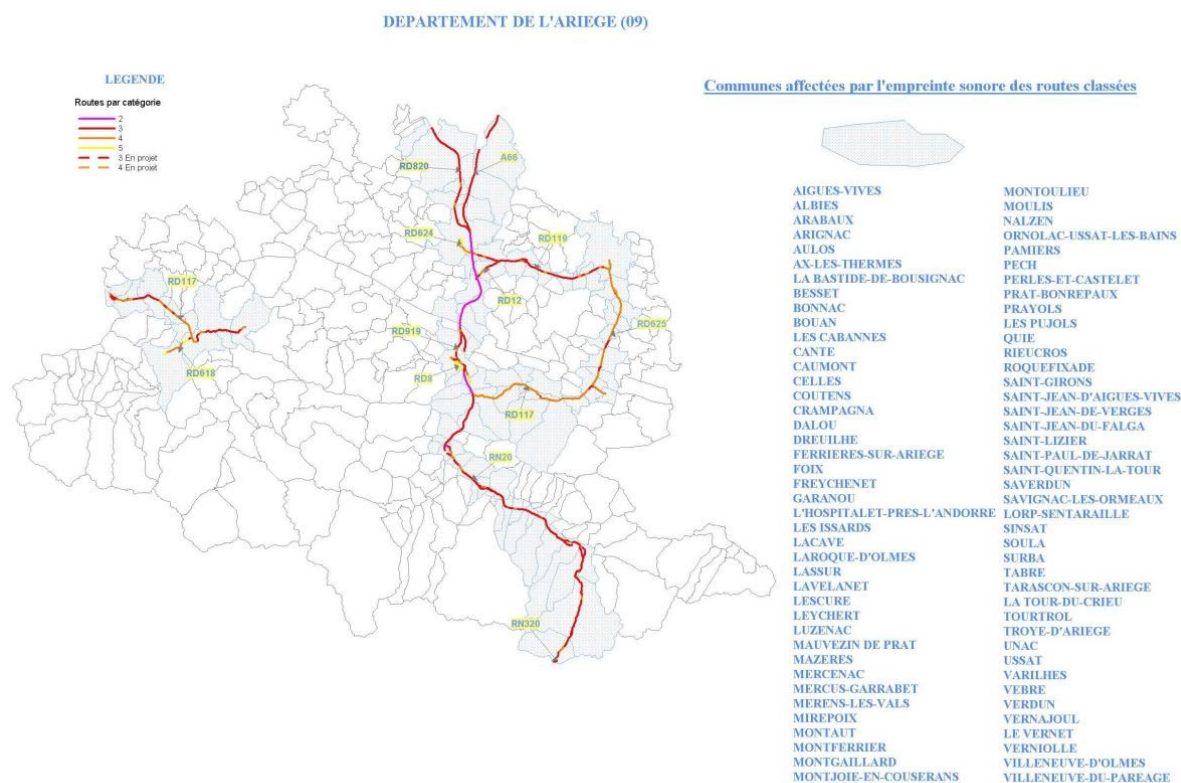 DEPARTEMENT DE L'ARIEGE (09)
LEGENDE
Routes par catégorie
2
3
4
5
3 En projet
4 En projet
Communes affectées par l'empreinte sonore des routes classées
RD820
A66
RD624
RD119
RD117
RD12
RD919
RD625
RD618
RD8
RD117
RN20
RN320
AIGUES-VIVES
ALBIES
ARABAUX
ARIGNAC
AULOS
AX-LES-THERMES
LA BASTIDE-DE-BOUSIGNAC
BESSET
BONNAC
BOUAN
LES CABANNES
CANTE
CAUMONT
CELLES
COUTENS
CRAMPAGNA
DALOU
DREUILHE
FERRIERES-SUR-ARIEGE
FOIX
FREYCHENET
GARANOU
L'HOSPITALET-PRES-L'ANDORRE
LES ISSARDS
LACAVE
LAROQUE-D'OLMES
LASSUR
LAVELANET
LESCURE
LEYCHERT
LUZENAC
MAUVEZIN DE PRAT
MAZERES
MERCENAC
MERCUS-GARRABET
MERENS-LES-VALS
MIREPOIX
MONTAUT
MONTFERRIER
MONTGAILLARD
MONTJOIE-EN-COUSERANS
MONTOULIEU
MOULIS
NALZEN
ORNOLAC-USSAT-LES-BAINS
PAMIERS
PECH
PERLES-ET-CASTELET
PRAT-BONREPAUX
PRAYOLS
LES PUJOLS
QUIE
RIEUCROS
ROQUEFIXADE
SAINT-GIRONS
SAINT-JEAN-D'AIGUES-VIVES
SAINT-JEAN-DE-VERGES
SAINT-JEAN-DU-FALGA
SAINT-LIZIER
SAINT-PAUL-DE-JARRAT
SAINT-QUENTIN-LA-TOUR
SAVERDUN
SAVIGNAC-LES-ORMEAUX
LORP-SENTARAILLE
SINSAT
SOULA
SURBA
TABRE
TARASCON-SUR-ARIEGE
LA TOUR-DU-CRIEU
TOURTROL
TROYE-D'ARIEGE
UNAC
USSAT
VARILHES
VEBRE
VERDUN
VERNAJOUL
LE VERNET
VERNIOLLE
VILLENEUVE-D'OLMES
VILLENEUVE-DU-PAREAGE